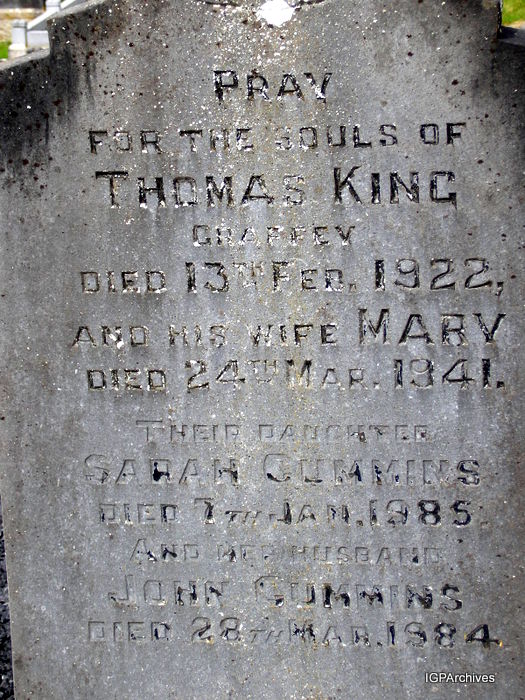 PRAY
FOR THE SOULS OF
THOMAS KING
GRAFFEY
DIED 13TH FEB. 1922,
AND HIS WIFE MARY
DIED 24TH MAR. 1941.
THEIR DAUGHTER
SARAH CUMMINS
DIED 7TH JAN. 1985
AND HER HUSBAND
JOHN CUMMINS
DIED 28TH MAR. 1984
IGPArchives